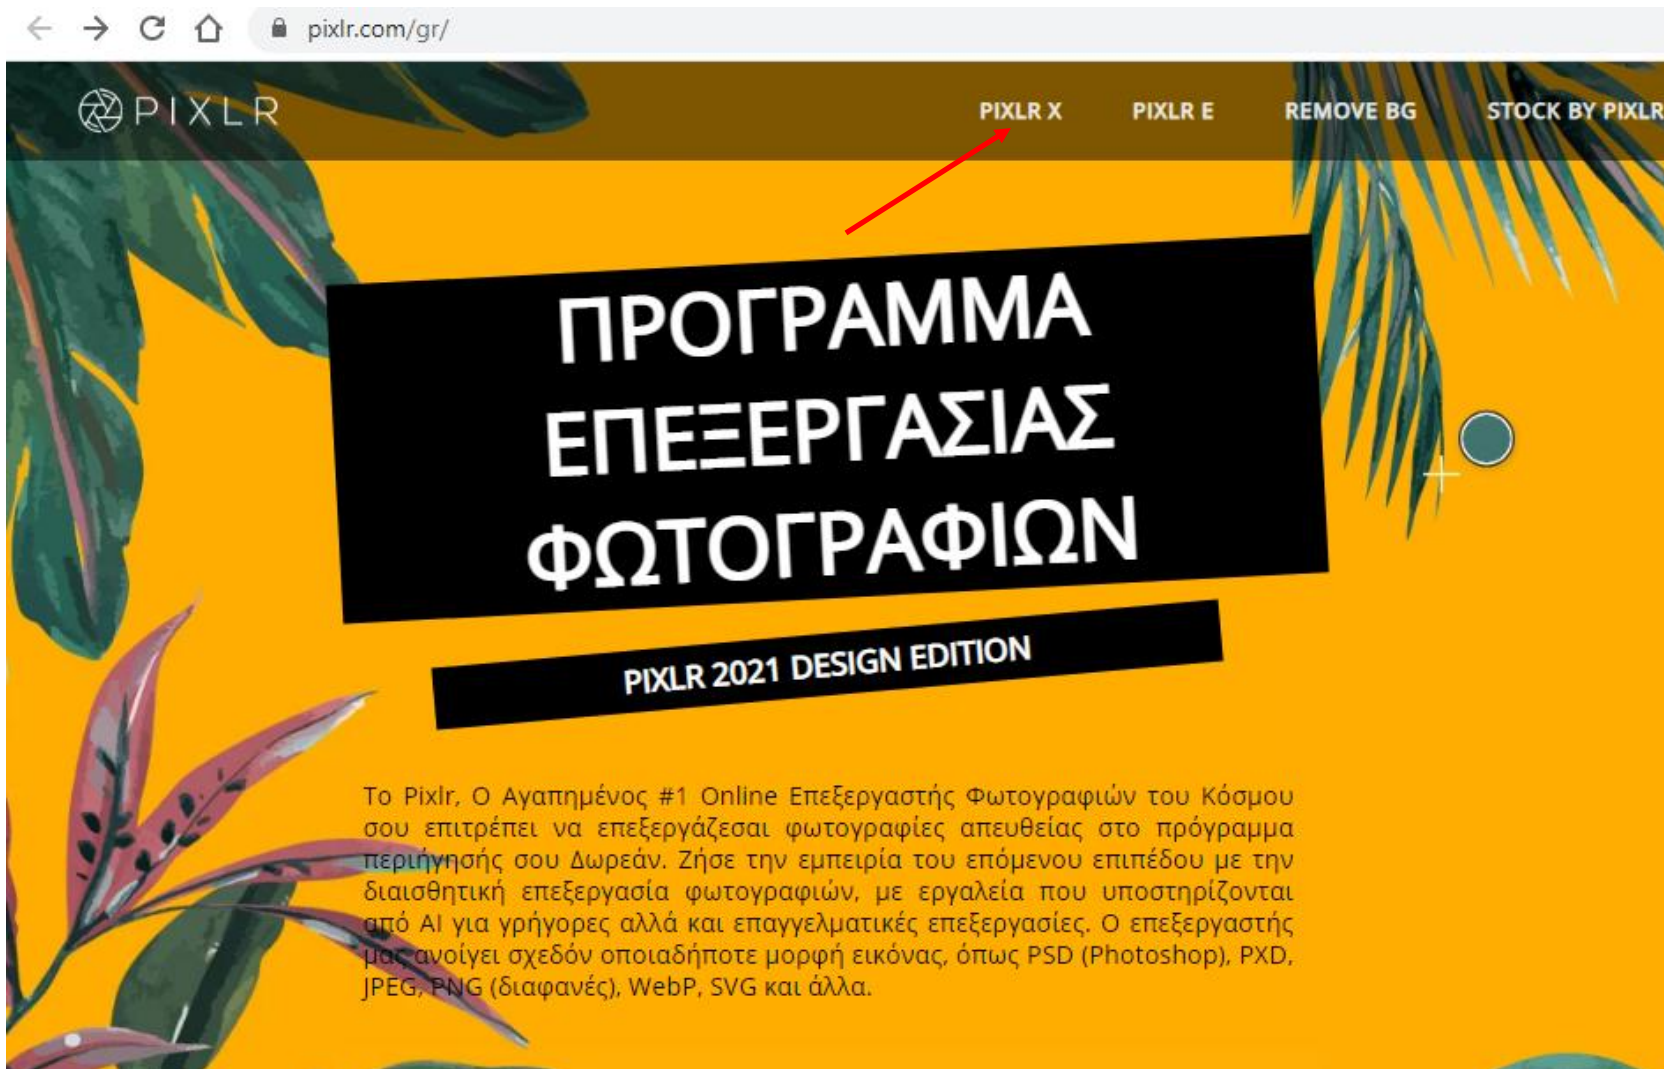 pixlr.com/gr/
PIXLR
PIXLR X PIXLR E REMOVE BG STOCK BY PIXLR
ΠΡΟΓΡΑΜΜΑ
ΕΠΕΞΕΡΓΑΣΙΑΣ
ΦΩΤΟΓΡΑΦΙΩΝ
PIXLR 2021 DESIGN EDITION
Το Pixlr, Ο Αγαπημένος #1 Online Επεξεργαστής Φωτογραφιών του Κόσμου
σου επιτρέπει να επεξεργάζεσαι φωτογραφίες απευθείας στο πρόγραμμα
περιήγησής σου Δωρεάν. Ζήσε την εμπειρία του επόμενου επιπέδου με την
διαισθητική επεξεργασία φωτογραφιών, με εργαλεία που υποστηρίζονται
από AI για γρήγορες αλλά και επαγγελματικές επεξεργασίες. Ο επεξεργαστής
μας ανοίγει σχεδόν οποιαδήποτε μορφή εικόνας, όπως PSD (Photoshop), PXD,
JPEG, PNG (διαφανές), WebP, SVG και άλλα.